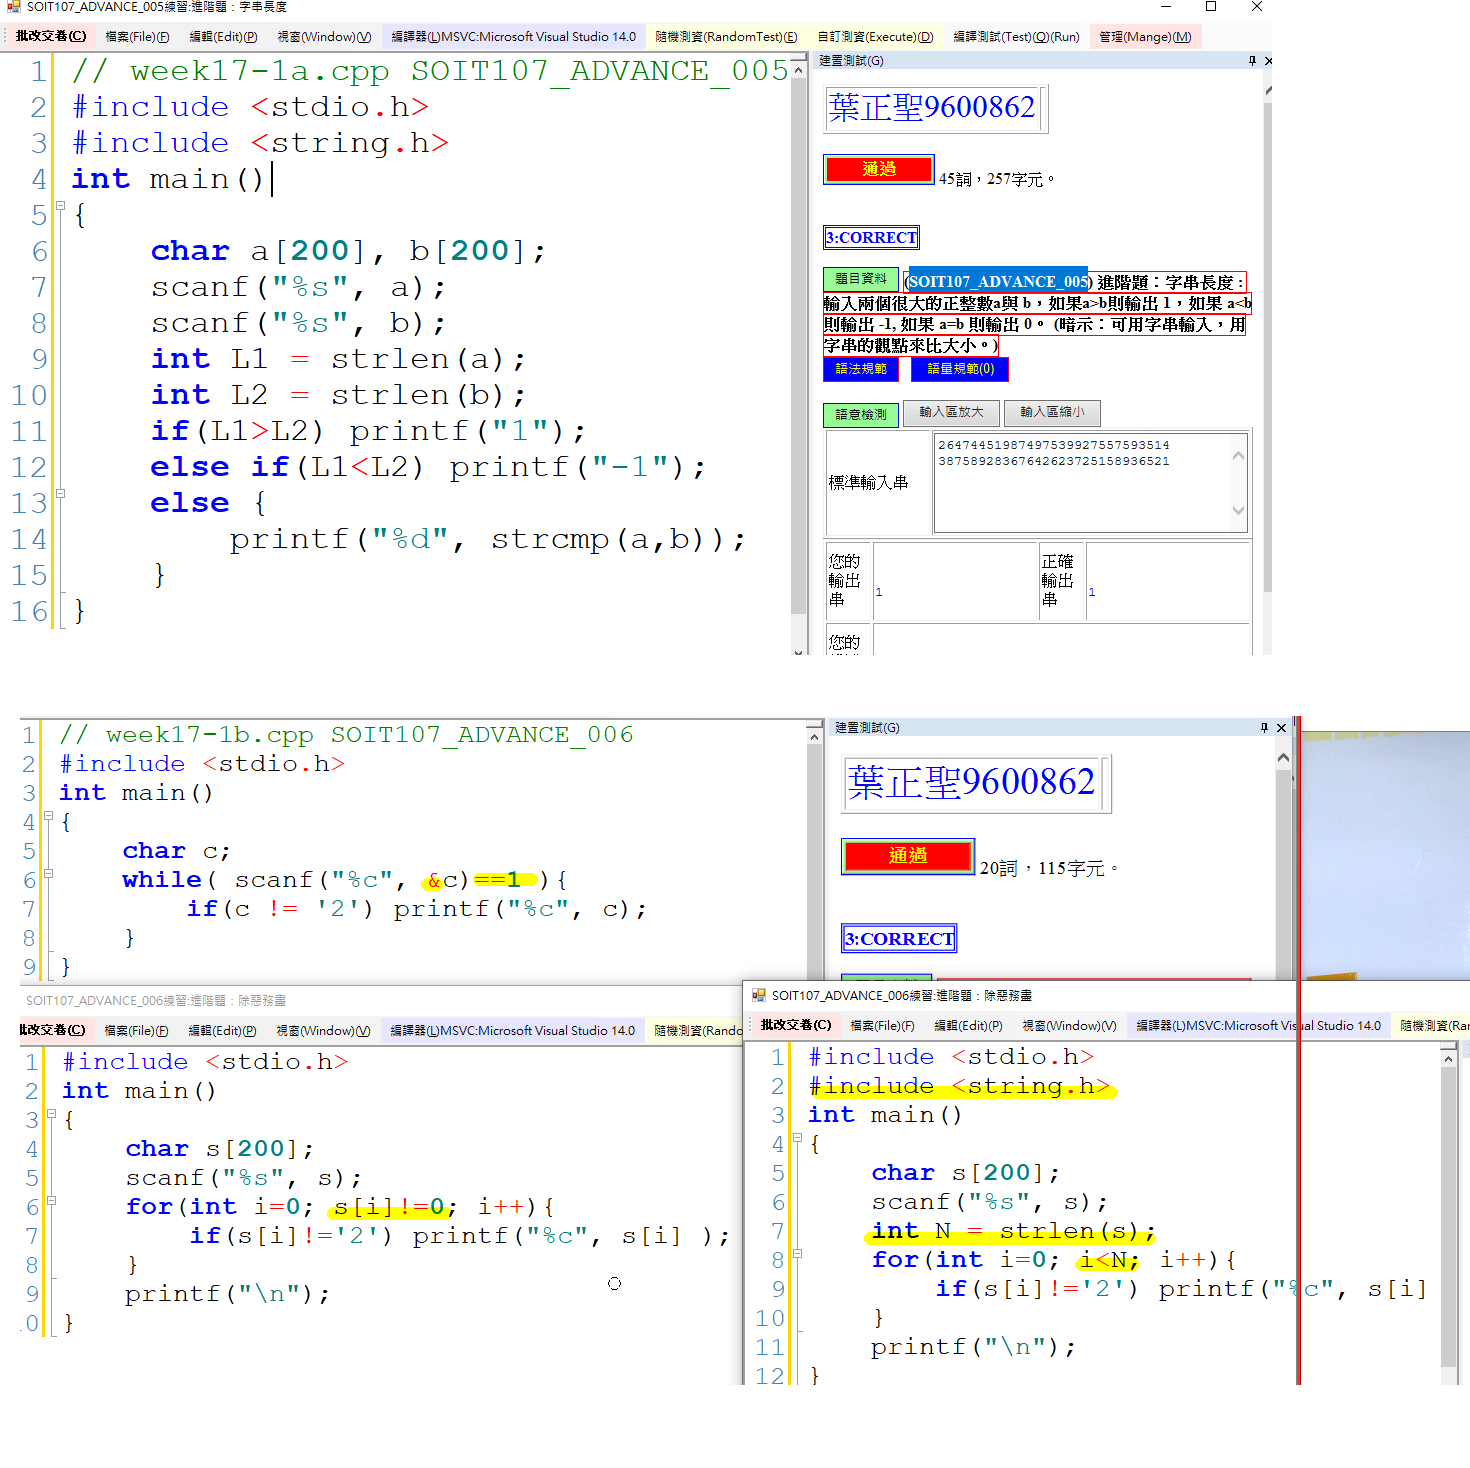 SOIT107_ADVANCE_005練習:進階題：字串長度
批改交卷(C) 檔案(File)(F) 編輯(Edit)(P) 視窗(Window)(V) 編譯器(L)MSVC:Microsoft Visual Studio 14.0 隨機測資(RandomTest)(E) 自訂測資(Execute)(D) 編譯測試(Test)(Q)(Run) 管理(Mange)(M)
1 // week17-1a.cpp SOIT107_ADVANCE_005
2 #include <stdio.h>
3 #include <string.h>
4 int main()
5 {
6 char a[200], b[200];
7 scanf("%s", a);
8 scanf("%s", b);
9 int L1 = strlen(a);
10 int L2 = strlen(b);
11 if(L1>L2) printf("1");
12 else if(L1<L2) printf("-1");
13 else {
14 printf("%d", strcmp(a,b));
15 }
16 }
建置測試(G)
葉正聖9600862
通過 45詞，257字元。
3:CORRECT
題目資料 (SOIT107_ADVANCE_005) 進階題：字串長度：
輸入兩個很大的正整數a與 b，如果a>b則輸出 1，如果 a<b
則輸出 -1, 如果 a=b 則輸出 0。 (暗示：可用字串輸入，用
字串的觀點來比大小。)
語法規範 語量規範(0)
語意檢測 輸入區放大 輸入區縮小
標準輸入串
26474451987497539927557593514
38758928367642623725158936521
您的輸出串 1 正確輸出串 1
您的
1 // week17-1b.cpp SOIT107_ADVANCE_006
2 #include <stdio.h>
3 int main()
4 {
5 char c;
6 while( scanf("%c", &c)==1 ){
7 if(c != '2') printf("%c", c);
8 }
9 }
建置測試(G)
葉正聖9600862
通過 20詞，115字元。
3:CORRECT
SOIT107_ADVANCE_006練習:進階題：除惡務盡
批改交卷(C) 檔案(File)(F) 編輯(Edit)(P) 視窗(Window)(V) 編譯器(L)MSVC:Microsoft Visual Studio 14.0 隨機測資(Rando
1 #include <stdio.h>
2 int main()
3 {
4 char s[200];
5 scanf("%s", s);
6 for(int i=0; s[i]!=0; i++){
7 if(s[i]!='2') printf("%c", s[i] );
8 }
9 printf("\n");
.0 }
SOIT107_ADVANCE_006練習:進階題：除惡務盡
批改交卷(C) 檔案(File)(F) 編輯(Edit)(P) 視窗(Window)(V) 編譯器(L)MSVC:Microsoft Visual Studio 14.0 隨機測資(Ra
1 #include <stdio.h>
2 #include <string.h>
3 int main()
4 {
5 char s[200];
6 scanf("%s", s);
7 int N = strlen(s);
8 for(int i=0; i<N; i++){
9 if(s[i]!='2') printf("%c", s[i]
10 }
11 printf("\n");
12 }